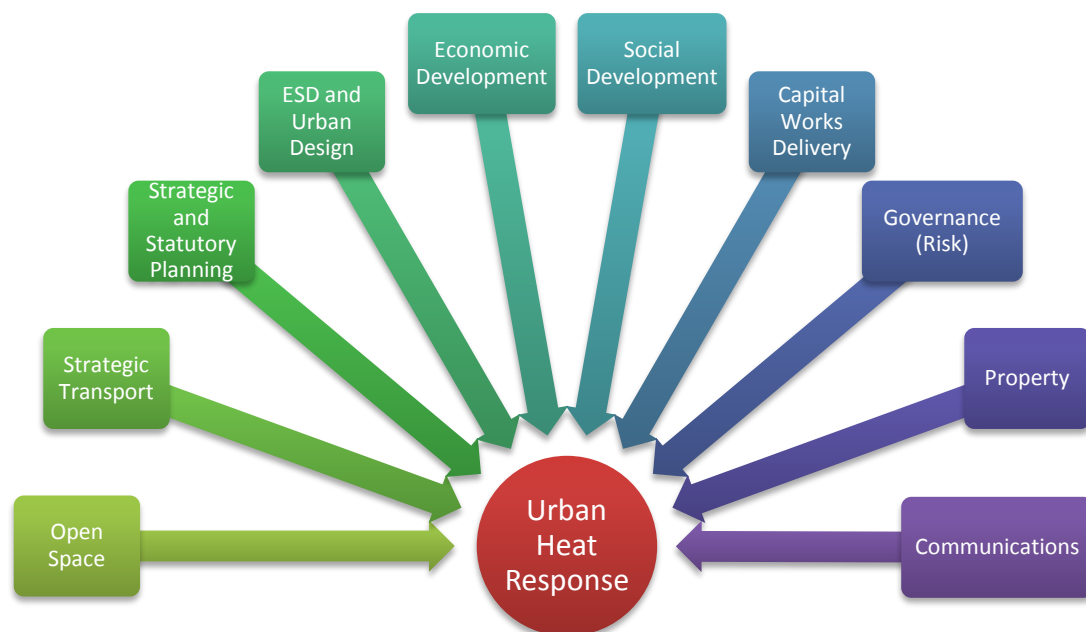 Economic
Development
Social
Development
ESD and
Urban
Design
Capital
Works
Delivery
Strategic
and
Statutory
Planning
Governance
(Risk)
Strategic
Transport
Property
Open
Space
Urban
Heat
Response
Communications